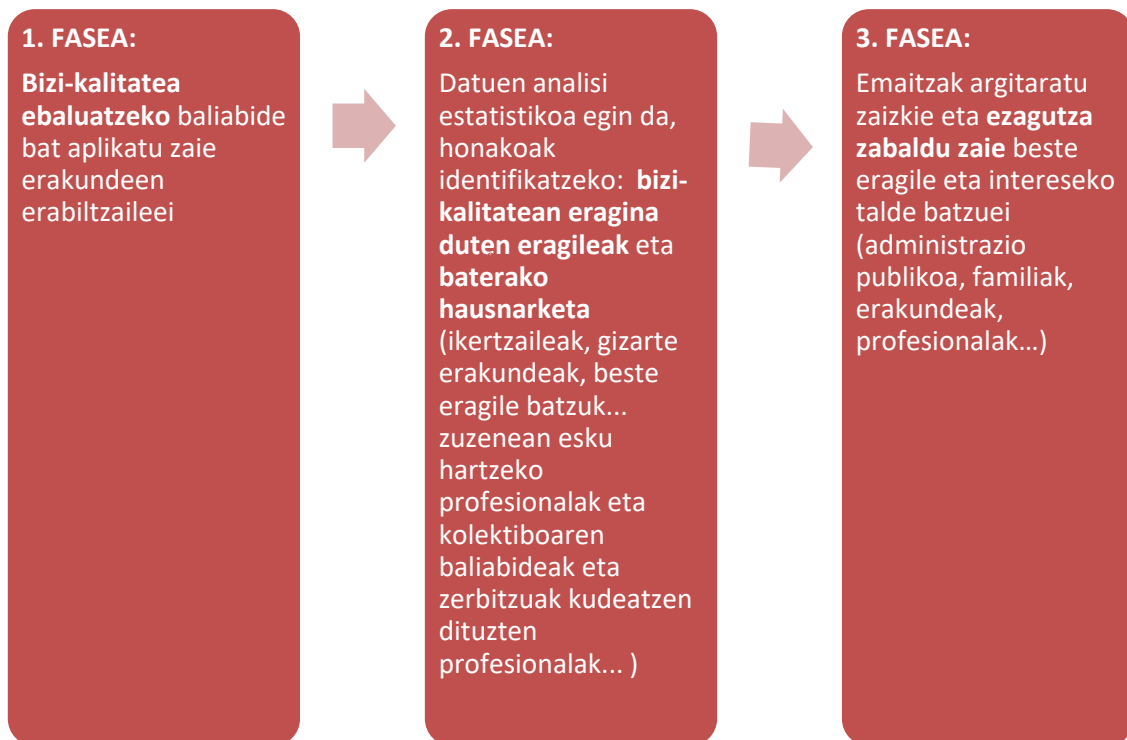 1. FASEA:
Bizi-kalitatea
ebaluatzeko baliabide
bat aplikatu zaie
erakundeen
erabiltzaileei
2. FASEA:
Datuen analisi
estatistikoa egin da,
honakoak
identifikatzeko: bizi-
kalitatean eragina
duten eragileak eta
baterako
hausnarketa
(ikertzaileak, gizarte
erakundeak, beste
eragile batzuk...
zuzenean esku
hartzeko
profesionalak eta
kolektiboaren
baliabideak eta
zerbitzuak kudeatzen
dituzten
profesionalak... )
3. FASEA:
Emaitzak argitaratu
zaizkie eta ezagutza
zabaldu zaie beste
eragile eta intereseko
talde batzuei
(administrazio
publikoa, familiak,
erakundeak,
profesionalak…)